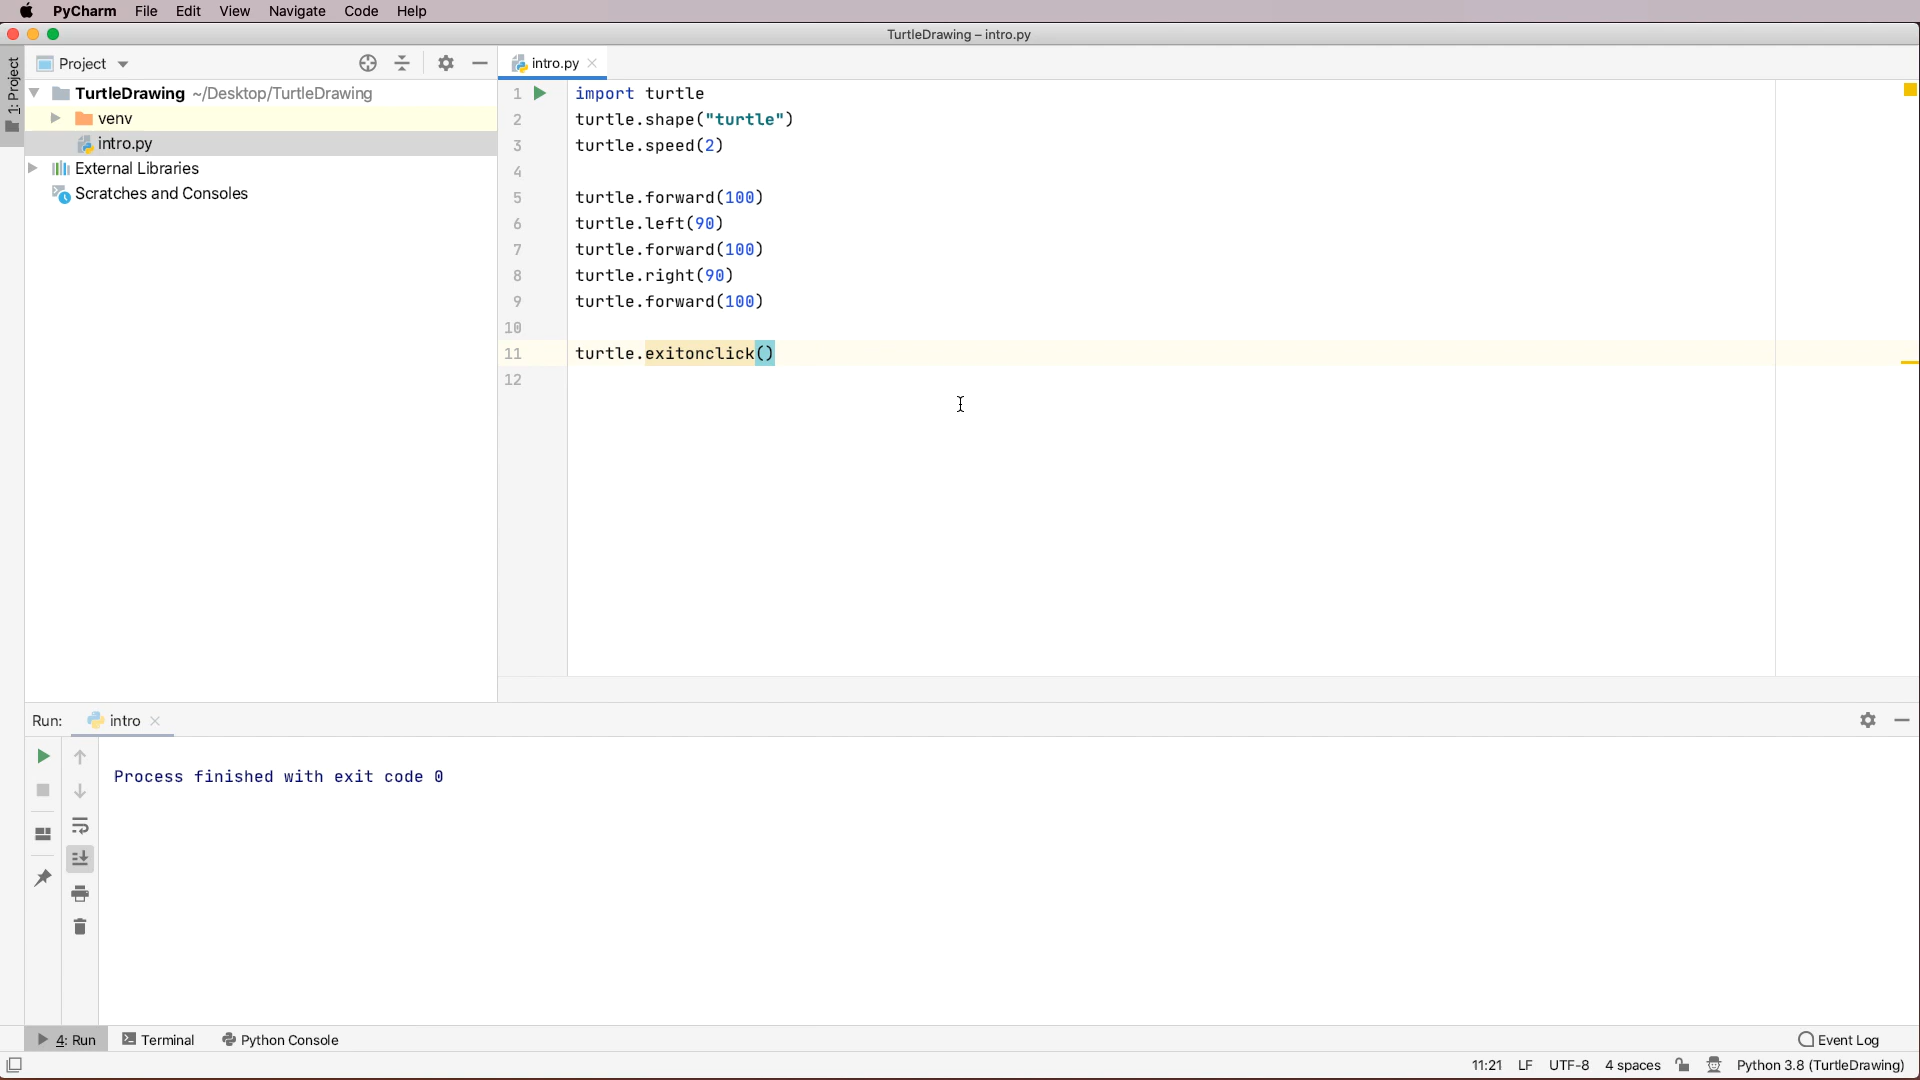 PyCharm File Edit View Navigate Code Help
TurtleDrawing – intro.py
1: Project
Project
TurtleDrawing ~/Desktop/TurtleDrawing
venv
intro.py
External Libraries
Scratches and Consoles
intro.py
1 import turtle
2 turtle.shape("turtle")
3 turtle.speed(2)
4
5 turtle.forward(100)
6 turtle.left(90)
7 turtle.forward(100)
8 turtle.right(90)
9 turtle.forward(100)
10
11 turtle.exitonclick()
12
Run: intro
Process finished with exit code 0
4: Run Terminal Python Console Event Log
11:21 LF UTF-8 4 spaces Python 3.8 (TurtleDrawing)